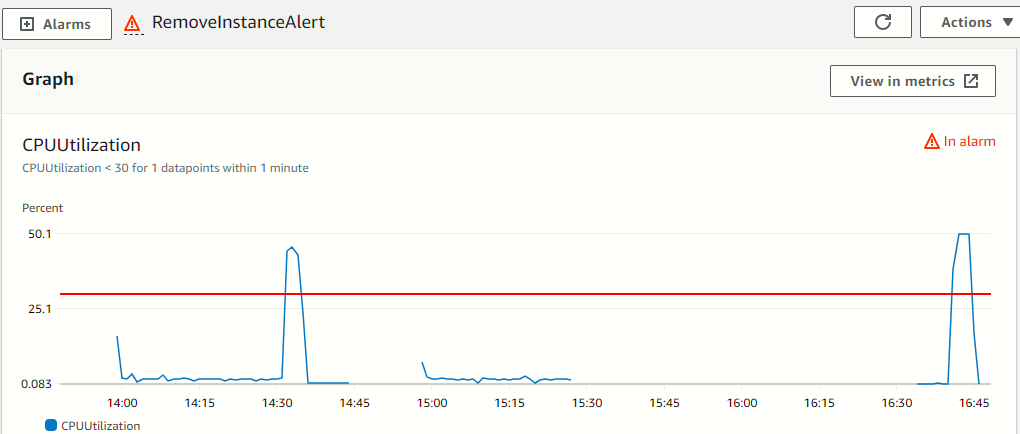 Alarms RemoveInstanceAlert Actions
Graph View in metrics
CPUUtilization In alarm
CPUUtilization < 30 for 1 datapoints within 1 minute
Percent
50.1
25.1
0.083
14:00 14:15 14:30 14:45 15:00 15:15 15:30 15:45 16:00 16:15 16:30 16:45
CPUUtilization